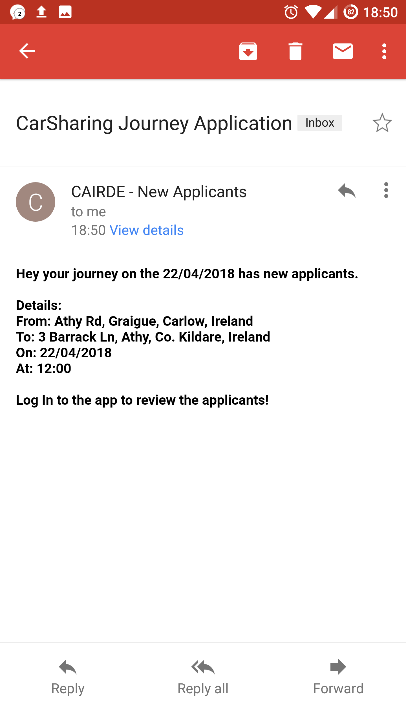 2 82 18:50
CarSharing Journey Application Inbox
C CAIRDE - New Applicants
to me
18:50 View details
Hey your journey on the 22/04/2018 has new applicants.
Details:
From: Athy Rd, Graigue, Carlow, Ireland
To: 3 Barrack Ln, Athy, Co. Kildare, Ireland
On: 22/04/2018
At: 12:00
Log In to the app to review the applicants!
Reply Reply all Forward